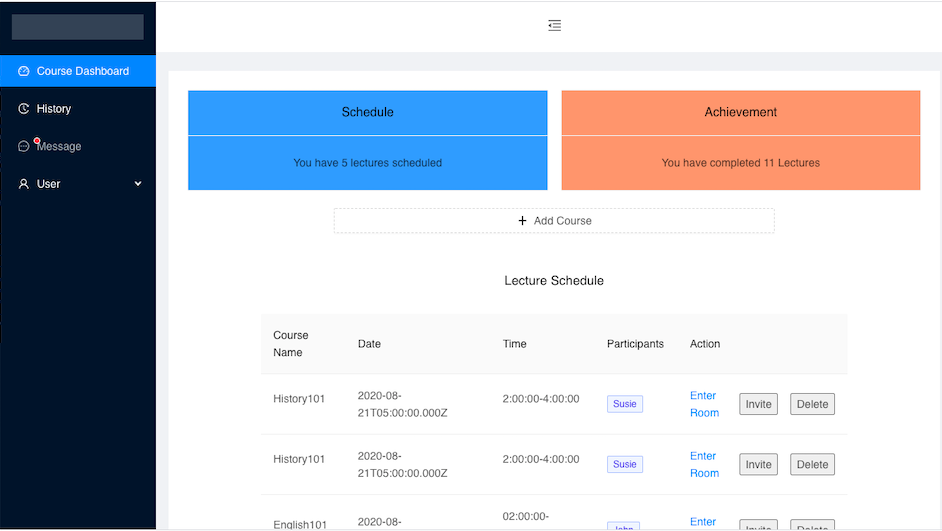 Course Dashboard
History
Message
User
Schedule
You have 5 lectures scheduled
Achievement
You have completed 11 Lectures
+ Add Course
Lecture Schedule
Course Name Date Time Participants Action
History101 2020-08-21T05:00:00.000Z 2:00:00-4:00:00 Susie Enter Room Invite Delete
History101 2020-08-21T05:00:00.000Z 2:00:00-4:00:00 Susie Enter Room Invite Delete
English101 2020-08- 02:00:00- John Enter Invite Delete